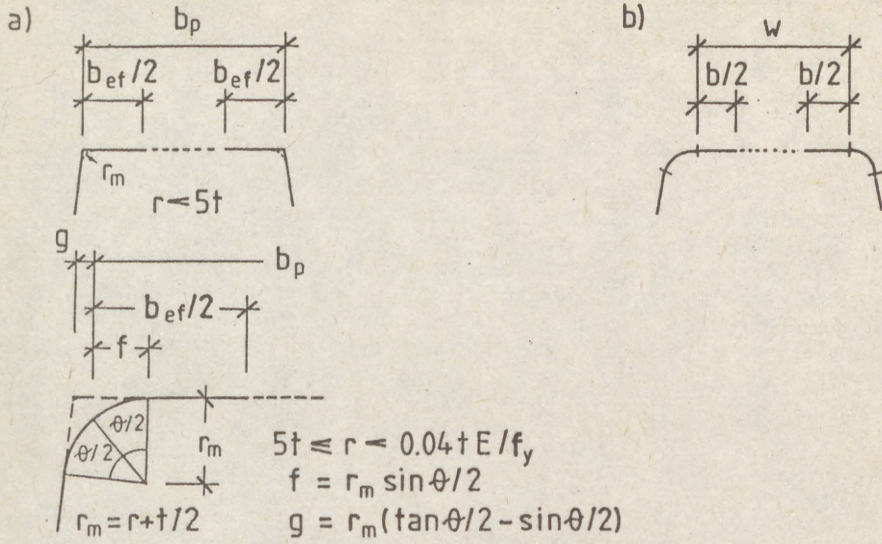 a)
b_p
b_ef/2
b_ef/2
r_m
r < 5t
b)
w
b/2
b/2
g
b_p
b_ef/2
f
θ/2
θ/2
r_m
r_m = r+t/2
5t ≤ r < 0.04t E/f_y
f = r_m sin θ/2
g = r_m (tan θ/2 - sin θ/2)